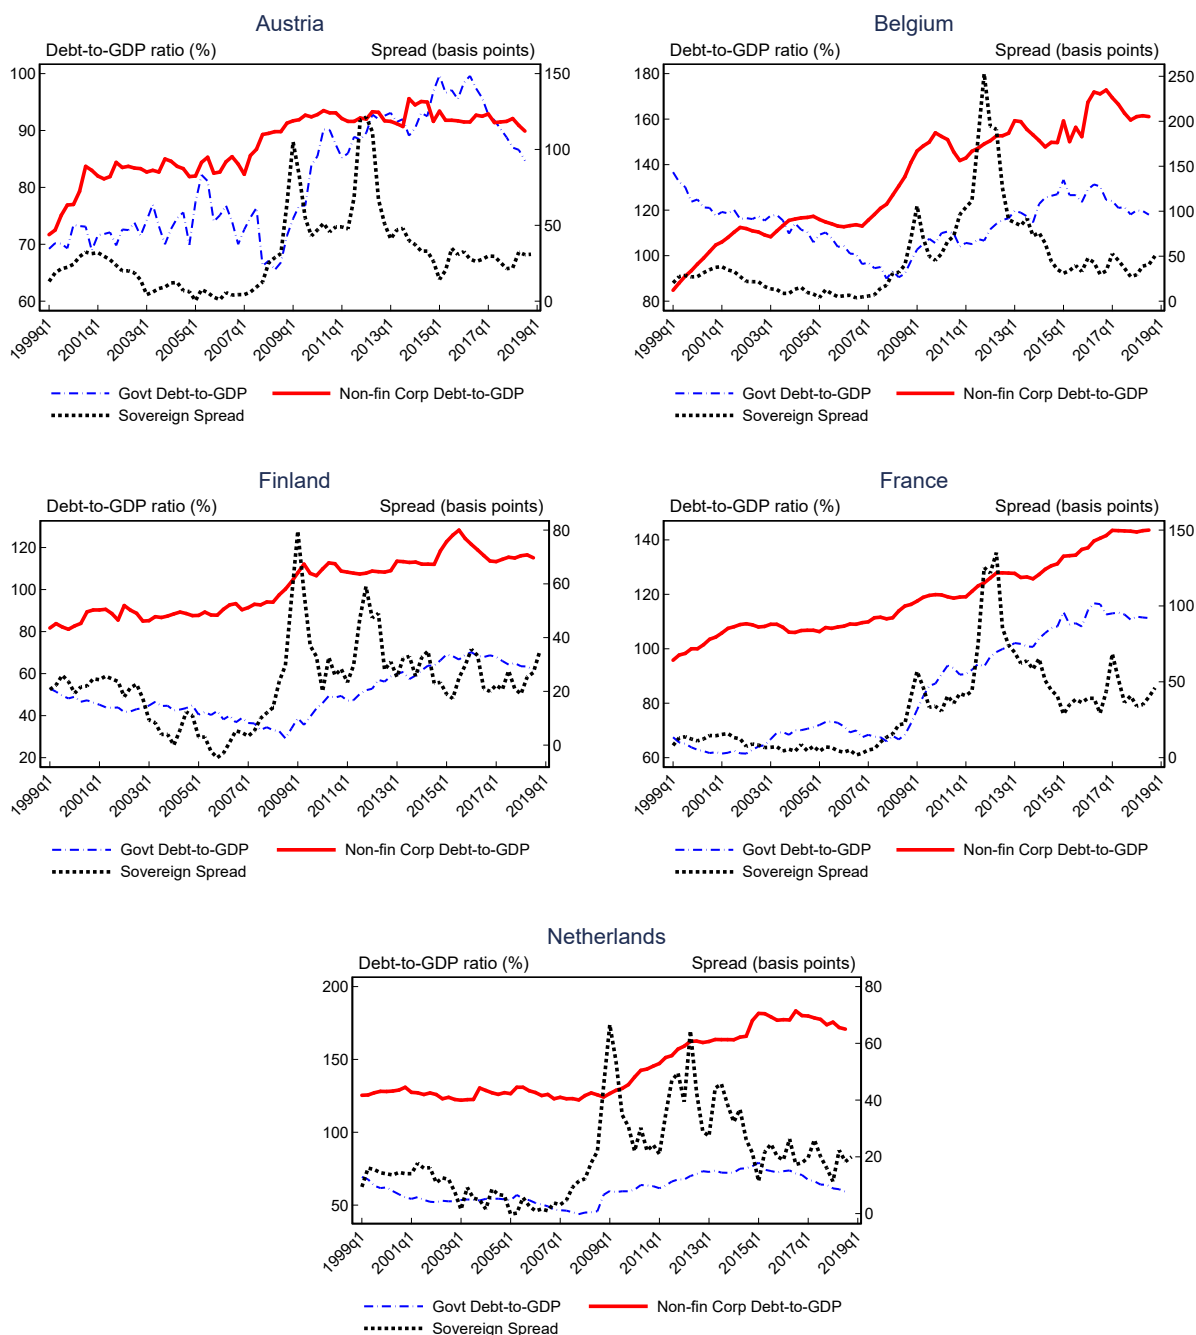 Austria
Debt-to-GDP ratio (%) Spread (basis points)
100
90
80
70
60
150
100
50
0
1999q1 2001q1 2003q1 2005q1 2007q1 2009q1 2011q1 2013q1 2015q1 2017q1 2019q1
Govt Debt-to-GDP Non-fin Corp Debt-to-GDP
Sovereign Spread
Belgium
Debt-to-GDP ratio (%) Spread (basis points)
180
160
140
120
100
80
250
200
150
100
50
0
1999q1 2001q1 2003q1 2005q1 2007q1 2009q1 2011q1 2013q1 2015q1 2017q1 2019q1
Govt Debt-to-GDP Non-fin Corp Debt-to-GDP
Sovereign Spread
Finland
Debt-to-GDP ratio (%) Spread (basis points)
120
100
80
60
40
20
80
60
40
20
0
1999q1 2001q1 2003q1 2005q1 2007q1 2009q1 2011q1 2013q1 2015q1 2017q1 2019q1
Govt Debt-to-GDP Non-fin Corp Debt-to-GDP
Sovereign Spread
France
Debt-to-GDP ratio (%) Spread (basis points)
140
120
100
80
60
150
100
50
0
1999q1 2001q1 2003q1 2005q1 2007q1 2009q1 2011q1 2013q1 2015q1 2017q1 2019q1
Govt Debt-to-GDP Non-fin Corp Debt-to-GDP
Sovereign Spread
Netherlands
Debt-to-GDP ratio (%) Spread (basis points)
200
150
100
50
80
60
40
20
0
1999q1 2001q1 2003q1 2005q1 2007q1 2009q1 2011q1 2013q1 2015q1 2017q1 2019q1
Govt Debt-to-GDP Non-fin Corp Debt-to-GDP
Sovereign Spread